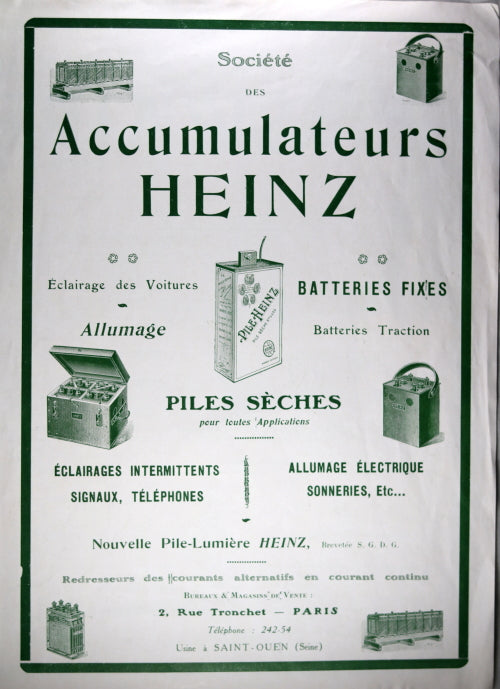 Société
DES
Accumulateurs
HEINZ
Éclairage des Voitures
BATTERIES FIXES
Allumage
Batteries Traction
PILE-HEINZ
PILES SÈCHES
pour toutes Applications
ÉCLAIRAGES INTERMITTENTS
SIGNAUX, TÉLÉPHONES
ALLUMAGE ÉLECTRIQUE
SONNERIES, Etc...
Nouvelle Pile-Lumière HEINZ, Brevetée S. G. D. G.
Redresseurs des courants alternatifs en courant continu
BUREAUX & MAGASINS DE VENTE :
2, Rue Tronchet — PARIS
Téléphone : 242-54
Usine à SAINT-OUEN (Seine)